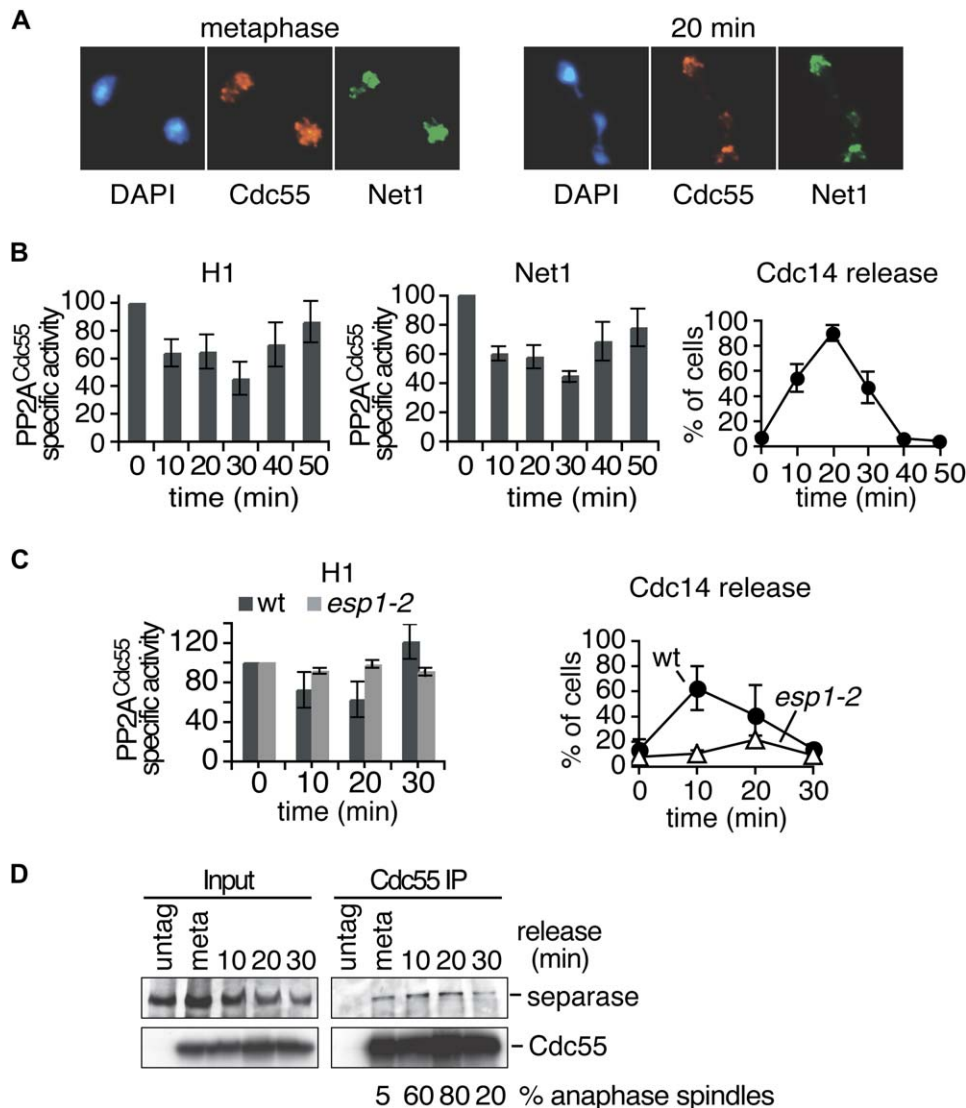 A
metaphase
20 min
DAPI Cdc55 Net1
DAPI Cdc55 Net1
B
H1
PP2A^Cdc55
specific activity
100
80
60
40
20
0
0 10 20 30 40 50
time (min)
Net1
PP2A^Cdc55
specific activity
100
80
60
40
20
0
0 10 20 30 40 50
time (min)
Cdc14 release
% of cells
100
80
60
40
20
0
0 10 20 30 40 50
time (min)
C
H1
wt esp1-2
PP2A^Cdc55
specific activity
120
80
40
0
0 10 20 30
time (min)
Cdc14 release
% of cells
100
80
60
40
20
0
wt
esp1-2
0 10 20 30
time (min)
D
Input
Cdc55 IP
untag meta 10 20 30
untag meta 10 20 30
release
(min)
separase
Cdc55
5 60 80 20 % anaphase spindles